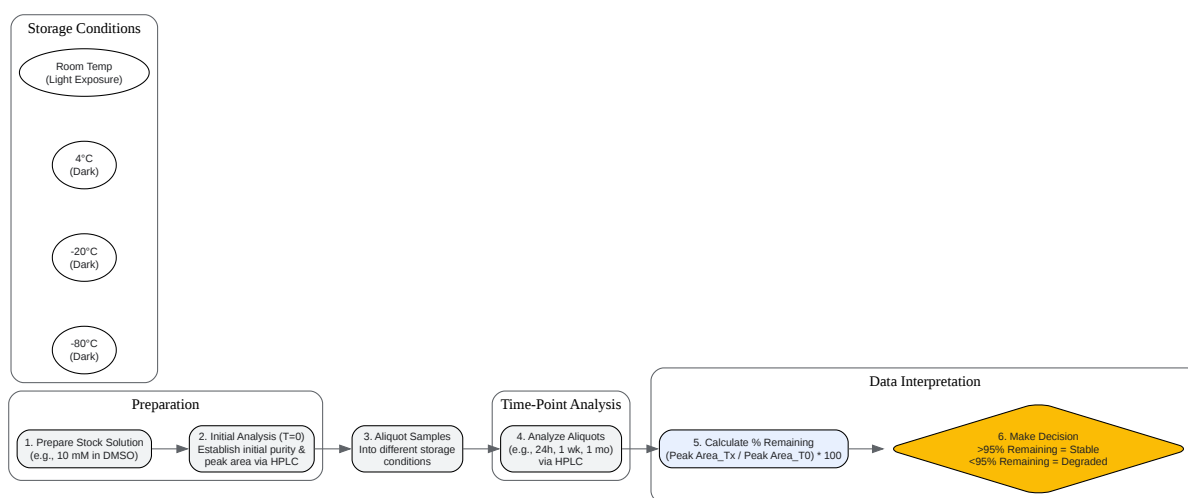 Storage Conditions
Room Temp
(Light Exposure)
4°C
(Dark)
-20°C
(Dark)
-80°C
(Dark)
Preparation
1. Prepare Stock Solution
(e.g., 10 mM in DMSO)
2. Initial Analysis (T=0)
Establish initial purity &
peak area via HPLC
3. Aliquot Samples
Into different storage
conditions
Time-Point Analysis
4. Analyze Aliquots
(e.g., 24h, 1 wk, 1 mo)
via HPLC
Data Interpretation
5. Calculate % Remaining
(Peak Area_Tx / Peak Area_T0) * 100
6. Make Decision
>95% Remaining = Stable
<95% Remaining = Degraded